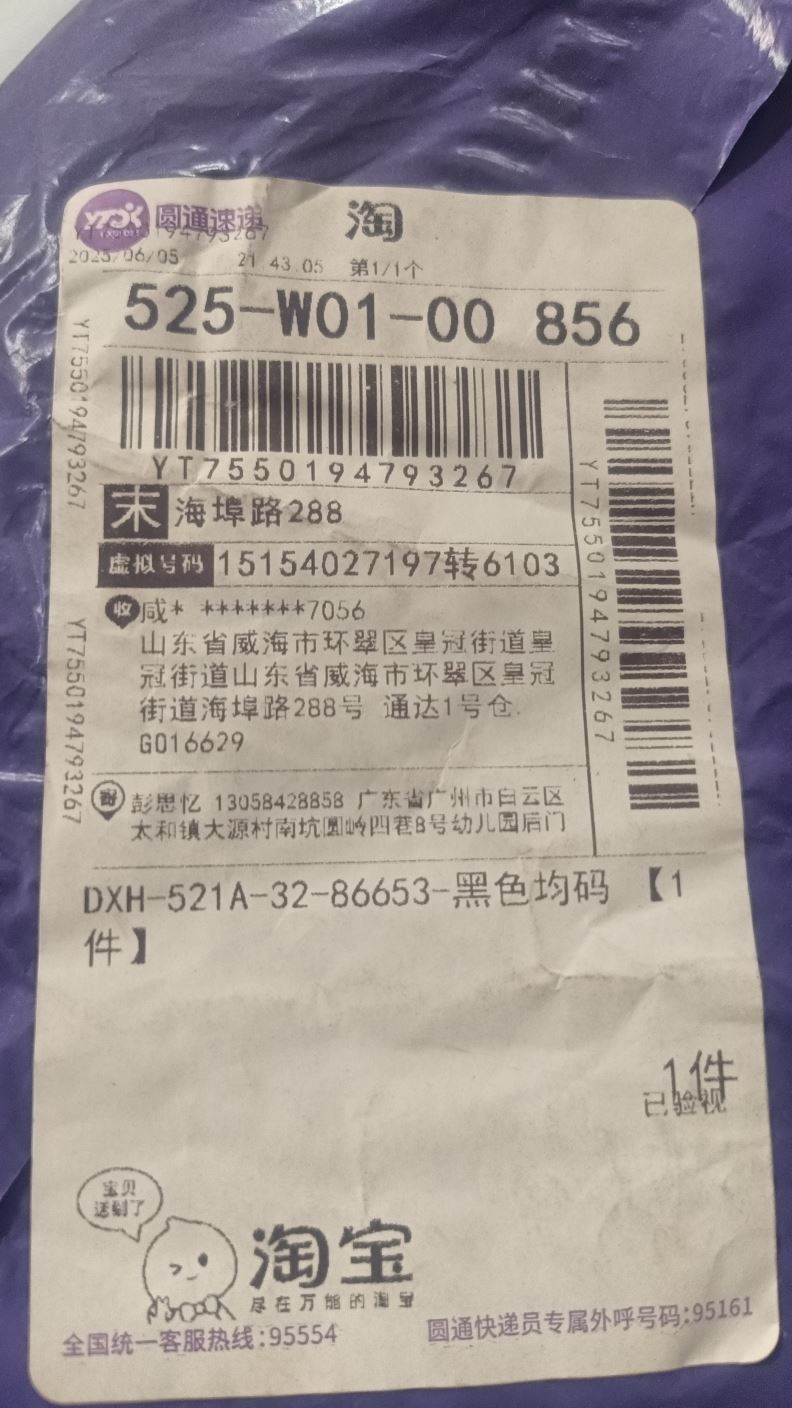 圆通速递
淘
YT7550194793267
2025/06/05 21 43.05 第1/1个
525-W01-00 856
YT7550194793267
YT7550194793267
末 海埠路288
虚拟号码 15154027197转6103
收 咸* *******7056
山东省威海市环翠区皇冠街道皇
冠街道山东省威海市环翠区皇冠
街道海埠路288号 通达1号仓.
G016629
YT7550194793267
YT7550194793267
彭思忆 13058428858 广东省广州市白云区
太和镇大源村南坑圆岭四巷8号幼儿园后门
DXH-521A-32-86653-黑色均码 【1
件】
1件
已验视
宝贝
送到了
淘宝
尽在万能的淘宝
全国统一客服热线:95554
圆通快递员专属外呼号码:95161